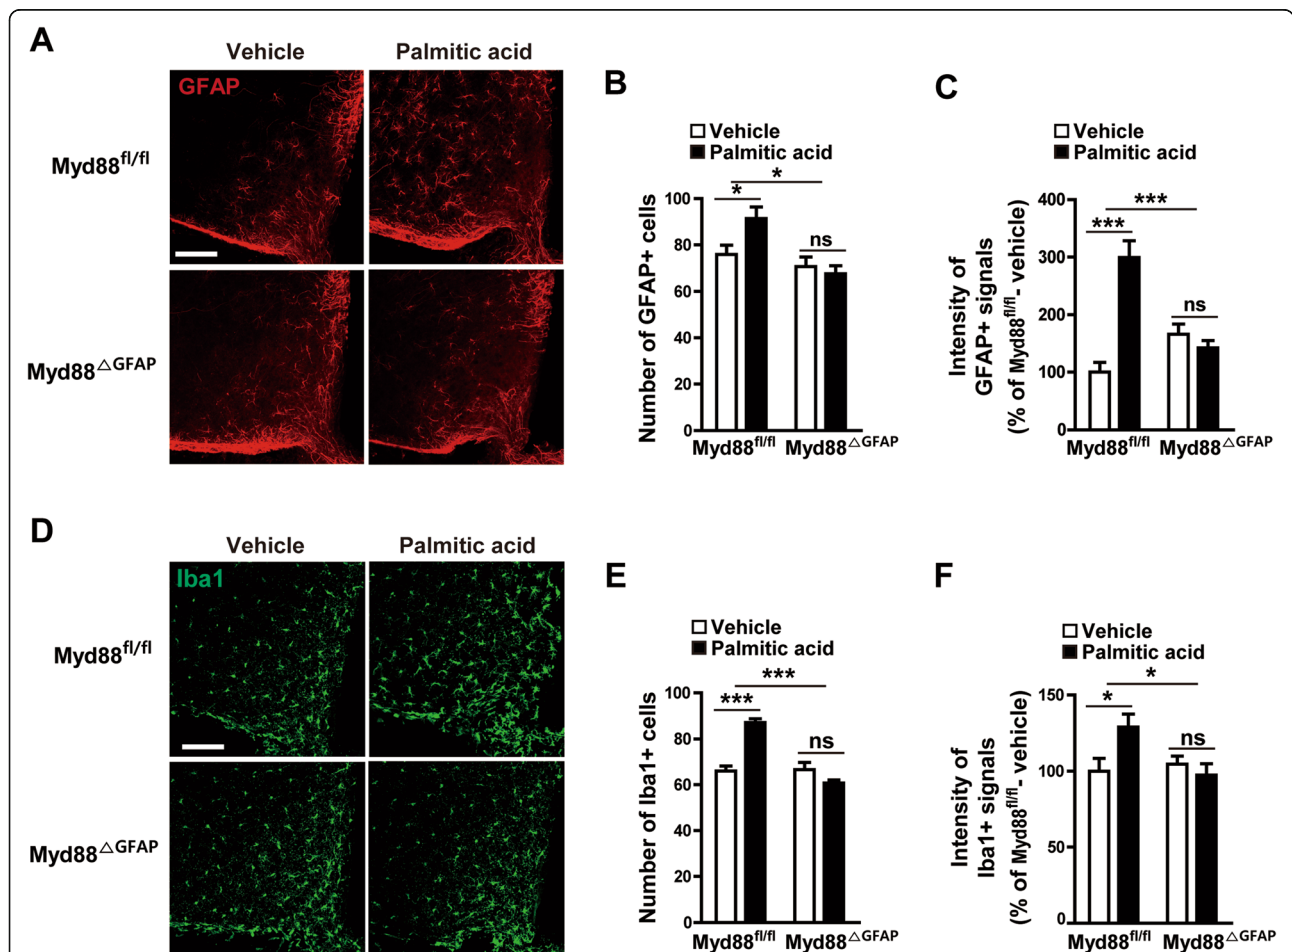 A
Vehicle
Palmitic acid
GFAP
Myd88fl/fl
Myd88△GFAP
B
Vehicle
Palmitic acid
Number of GFAP+ cells
100
80
60
40
20
0
*
*
ns
Myd88fl/fl
Myd88△GFAP
C
Vehicle
Palmitic acid
Intensity of
GFAP+ signals
(% of Myd88fl/fl- vehicle)
400
300
200
100
0
***
***
ns
Myd88fl/fl
Myd88△GFAP
D
Vehicle
Palmitic acid
Iba1
Myd88fl/fl
Myd88△GFAP
E
Vehicle
Palmitic acid
Number of Iba1+ cells
100
80
60
40
20
0
***
***
ns
Myd88fl/fl
Myd88△GFAP
F
Vehicle
Palmitic acid
Intensity of
Iba1+ signals
(% of Myd88fl/fl- vehicle)
150
100
50
0
*
*
ns
Myd88fl/fl
Myd88△GFAP